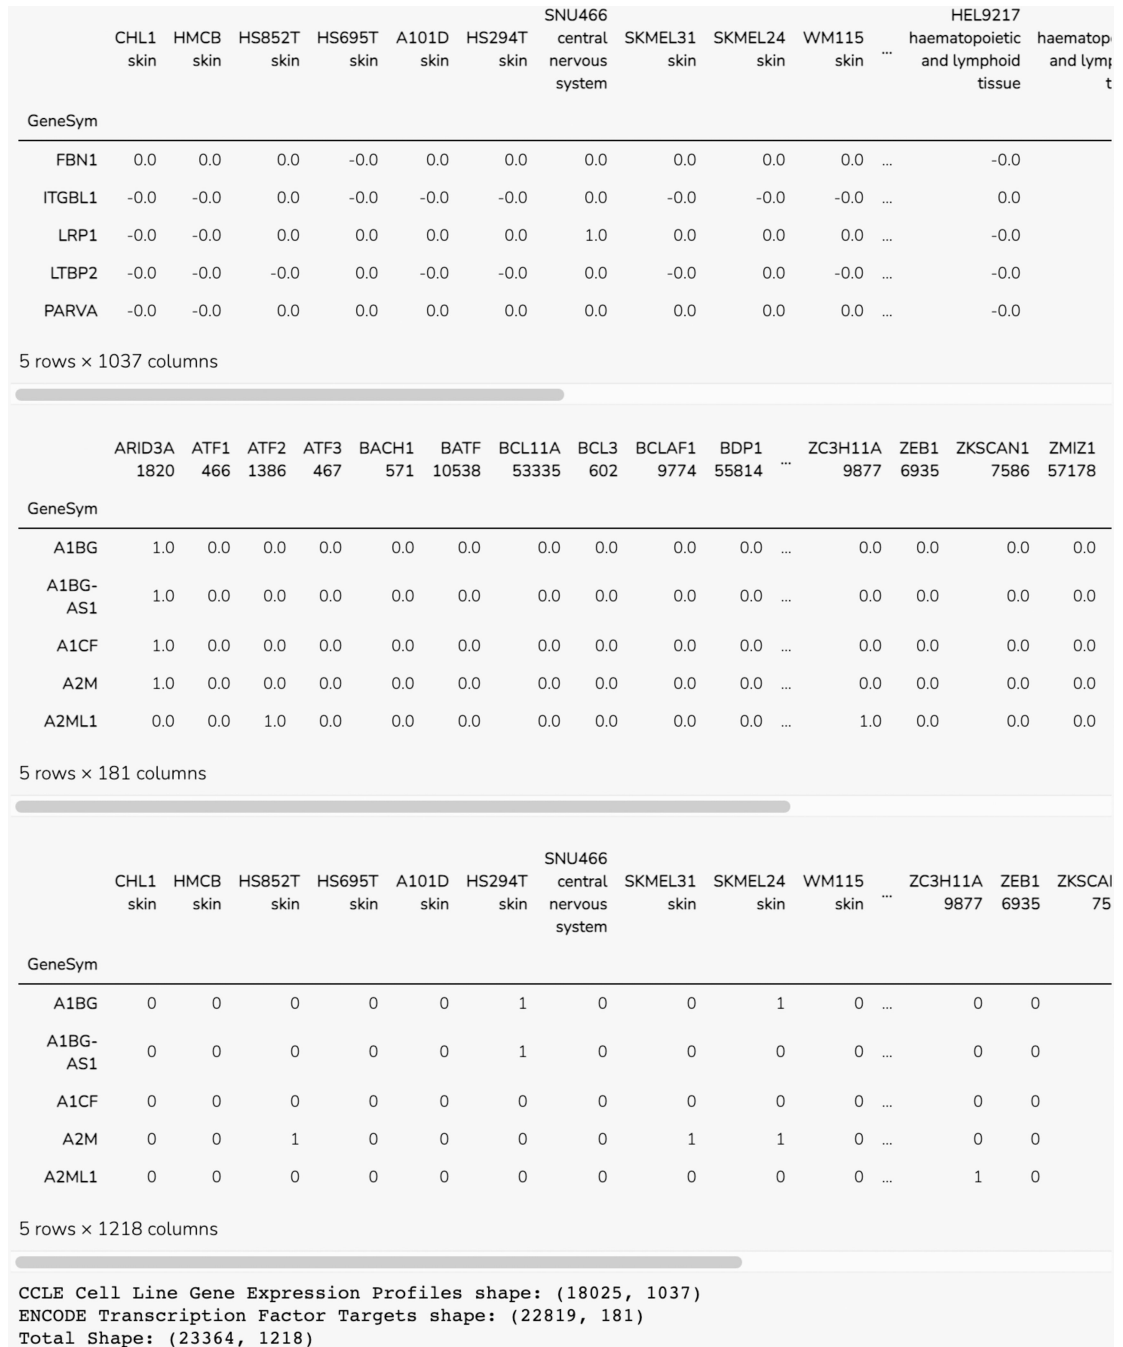 SNU466 HEL9217
CHL1 HMCB HS852T HS695T A101D HS294T central SKMEL31 SKMEL24 WM115 haematopoietic
skin skin skin skin skin skin nervous skin skin skin ... and lymphoid
system tissue
GeneSym
FBN1 0.0 0.0 0.0 -0.0 0.0 0.0 0.0 0.0 0.0 0.0 ... -0.0
ITGBL1 -0.0 -0.0 0.0 -0.0 -0.0 -0.0 0.0 -0.0 -0.0 -0.0 ... 0.0
LRP1 -0.0 -0.0 0.0 0.0 0.0 0.0 1.0 0.0 0.0 0.0 ... -0.0
LTBP2 -0.0 -0.0 -0.0 0.0 -0.0 -0.0 0.0 -0.0 0.0 -0.0 ... -0.0
PARVA -0.0 -0.0 0.0 0.0 0.0 0.0 0.0 0.0 0.0 0.0 ... -0.0
5 rows × 1037 columns
ARID3A ATF1 ATF2 ATF3 BACH1 BATF BCL11A BCL3 BCLAF1 BDP1 ... ZC3H11A ZEB1 ZKSCAN1 ZMIZ1
1820 466 1386 467 571 10538 53335 602 9774 55814 9877 6935 7586 57178
GeneSym
A1BG 1.0 0.0 0.0 0.0 0.0 0.0 0.0 0.0 0.0 0.0 ... 0.0 0.0 0.0 0.0
A1BG-
AS1 1.0 0.0 0.0 0.0 0.0 0.0 0.0 0.0 0.0 0.0 ... 0.0 0.0 0.0 0.0
A1CF 1.0 0.0 0.0 0.0 0.0 0.0 0.0 0.0 0.0 0.0 ... 0.0 0.0 0.0 0.0
A2M 1.0 0.0 0.0 0.0 0.0 0.0 0.0 0.0 0.0 0.0 ... 0.0 0.0 0.0 0.0
A2ML1 0.0 0.0 1.0 0.0 0.0 0.0 0.0 0.0 0.0 0.0 ... 1.0 0.0 0.0 0.0
5 rows × 181 columns
SNU466
CHL1 HMCB HS852T HS695T A101D HS294T central SKMEL31 SKMEL24 WM115 ... ZC3H11A ZEB1
skin skin skin skin skin skin nervous skin skin skin 9877 6935
system
GeneSym
A1BG 0 0 0 0 0 1 0 0 1 0 ... 0 0
A1BG-
AS1 0 0 0 0 0 1 0 0 0 0 ... 0 0
A1CF 0 0 0 0 0 0 0 0 0 0 ... 0 0
A2M 0 0 1 0 0 0 0 1 1 0 ... 0 0
A2ML1 0 0 0 0 0 0 0 0 0 0 ... 1 0
5 rows × 1218 columns
CCLE Cell Line Gene Expression Profiles shape: (18025, 1037)
ENCODE Transcription Factor Targets shape: (22819, 181)
Total Shape: (23364, 1218)